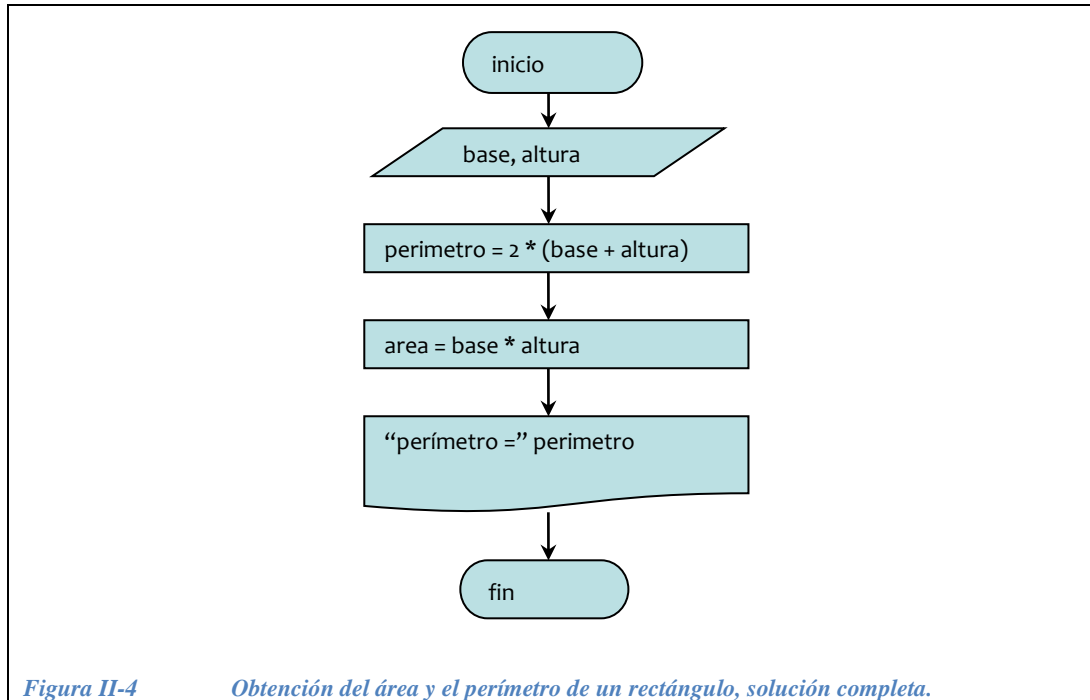 inicio
base, altura
perimetro = 2 * (base + altura)
area = base * altura
“perímetro =” perimetro
fin
Figura II-4 Obtención del área y el perímetro de un rectángulo, solución completa.